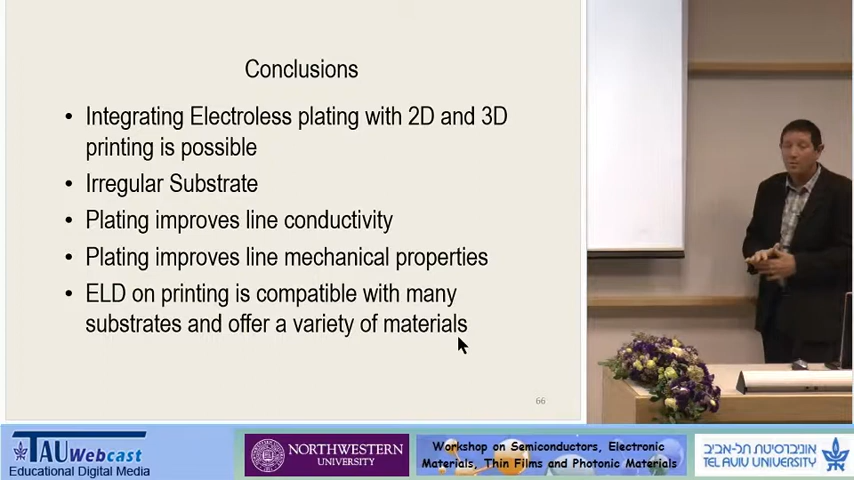 Conclusions
• Integrating Electroless plating with 2D and 3D
printing is possible
• Irregular Substrate
• Plating improves line conductivity
• Plating improves line mechanical properties
• ELD on printing is compatible with many
substrates and offer a variety of materials
66
TAU Webcast
Educational Digital Media
NORTHWESTERN
UNIVERSITY
Workshop on Semiconductors, Electronic
Materials, Thin Films and Photonic Materials
אוניברסיטת תל-אביב
TEL AVIV UNIVERSITY